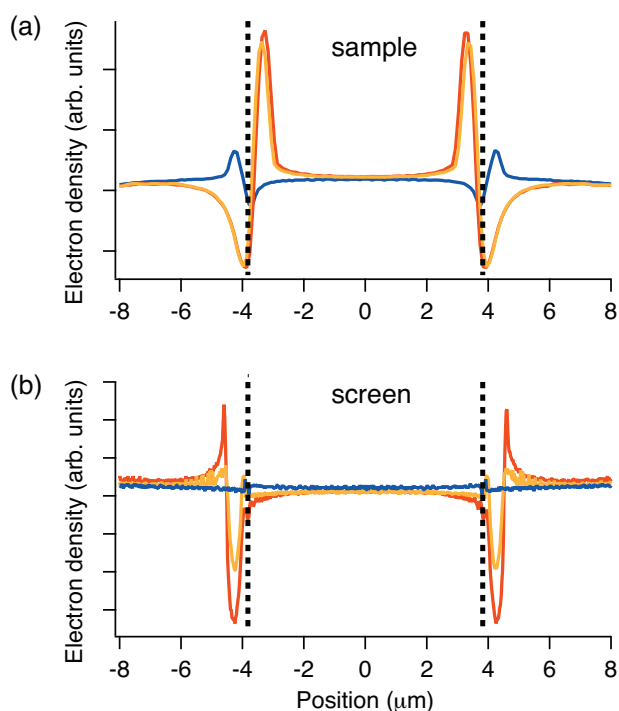 (a)
sample
Electron density (arb. units)
-8 -6 -4 -2 0 2 4 6 8
(b)
screen
Electron density (arb. units)
-8 -6 -4 -2 0 2 4 6 8
Position (μm)